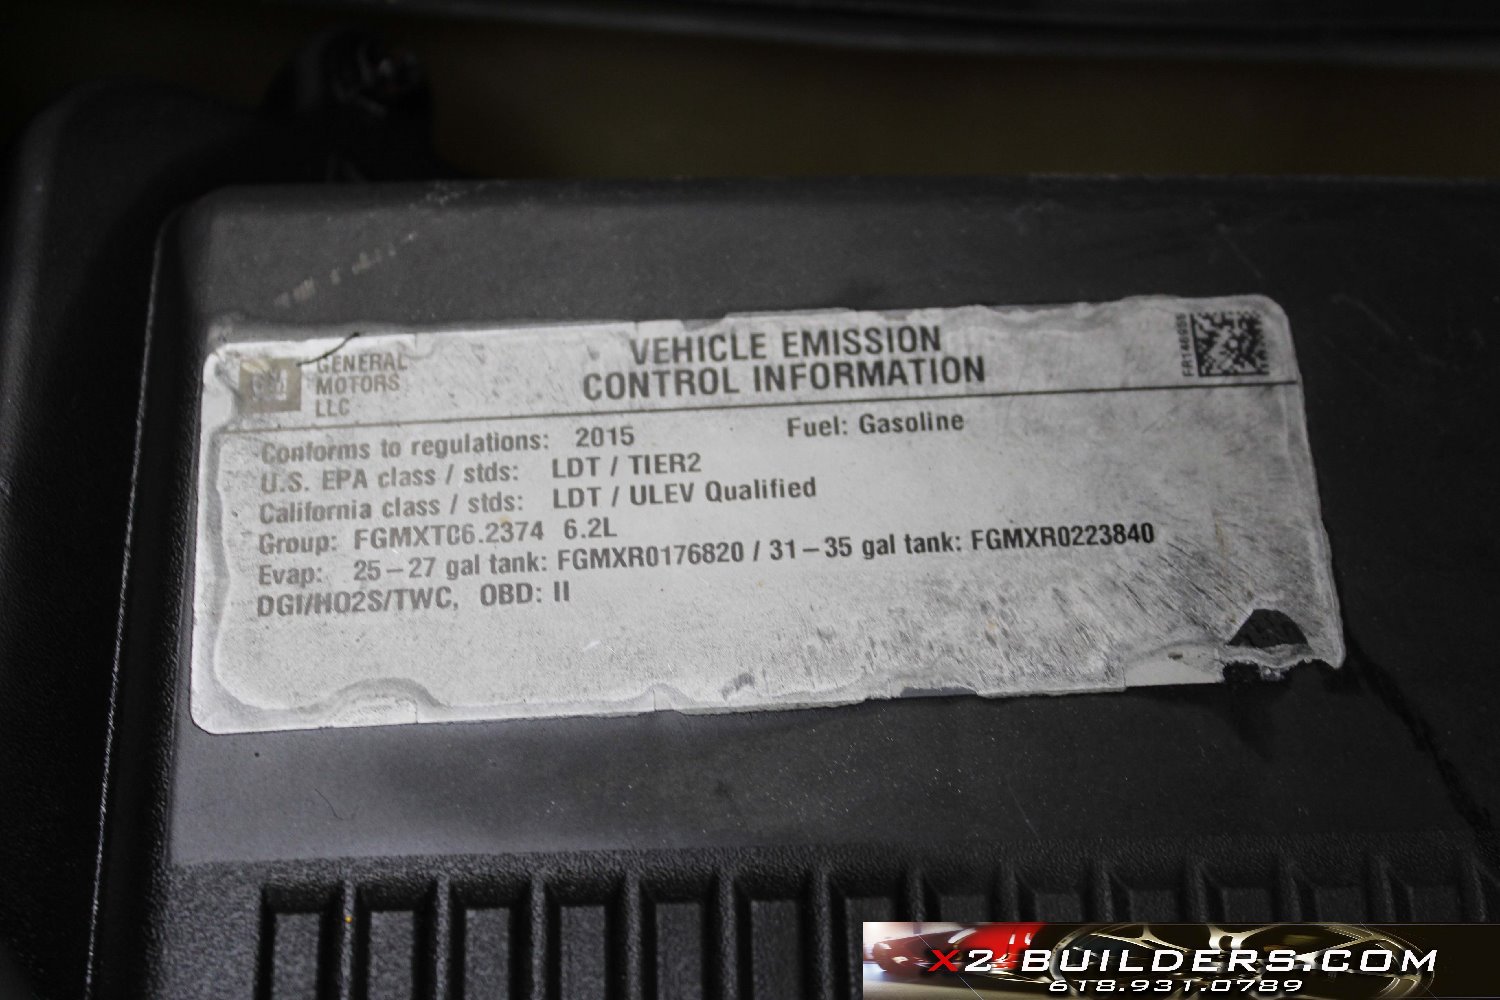 GM
GENERAL
MOTORS
LLC
VEHICLE EMISSION
CONTROL INFORMATION
Conforms to regulations: 2015 Fuel: Gasoline
U.S. EPA class / stds: LDT / TIER2
California class / stds: LDT / ULEV Qualified
Group: FGMXTC6.2374 6.2L
Evap: 25-27 gal tank: FGMXR0176820 / 31-35 gal tank: FGMXR0223840
DGI/HO2S/TWC, OBD: II
X2-BUILDERS.COM
618.931.0789